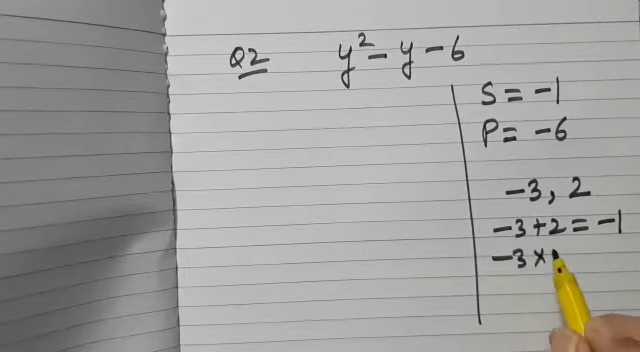 Q2 y² - y - 6
S = -1
P = -6
-3, 2
-3 + 2 = -1
-3 ×